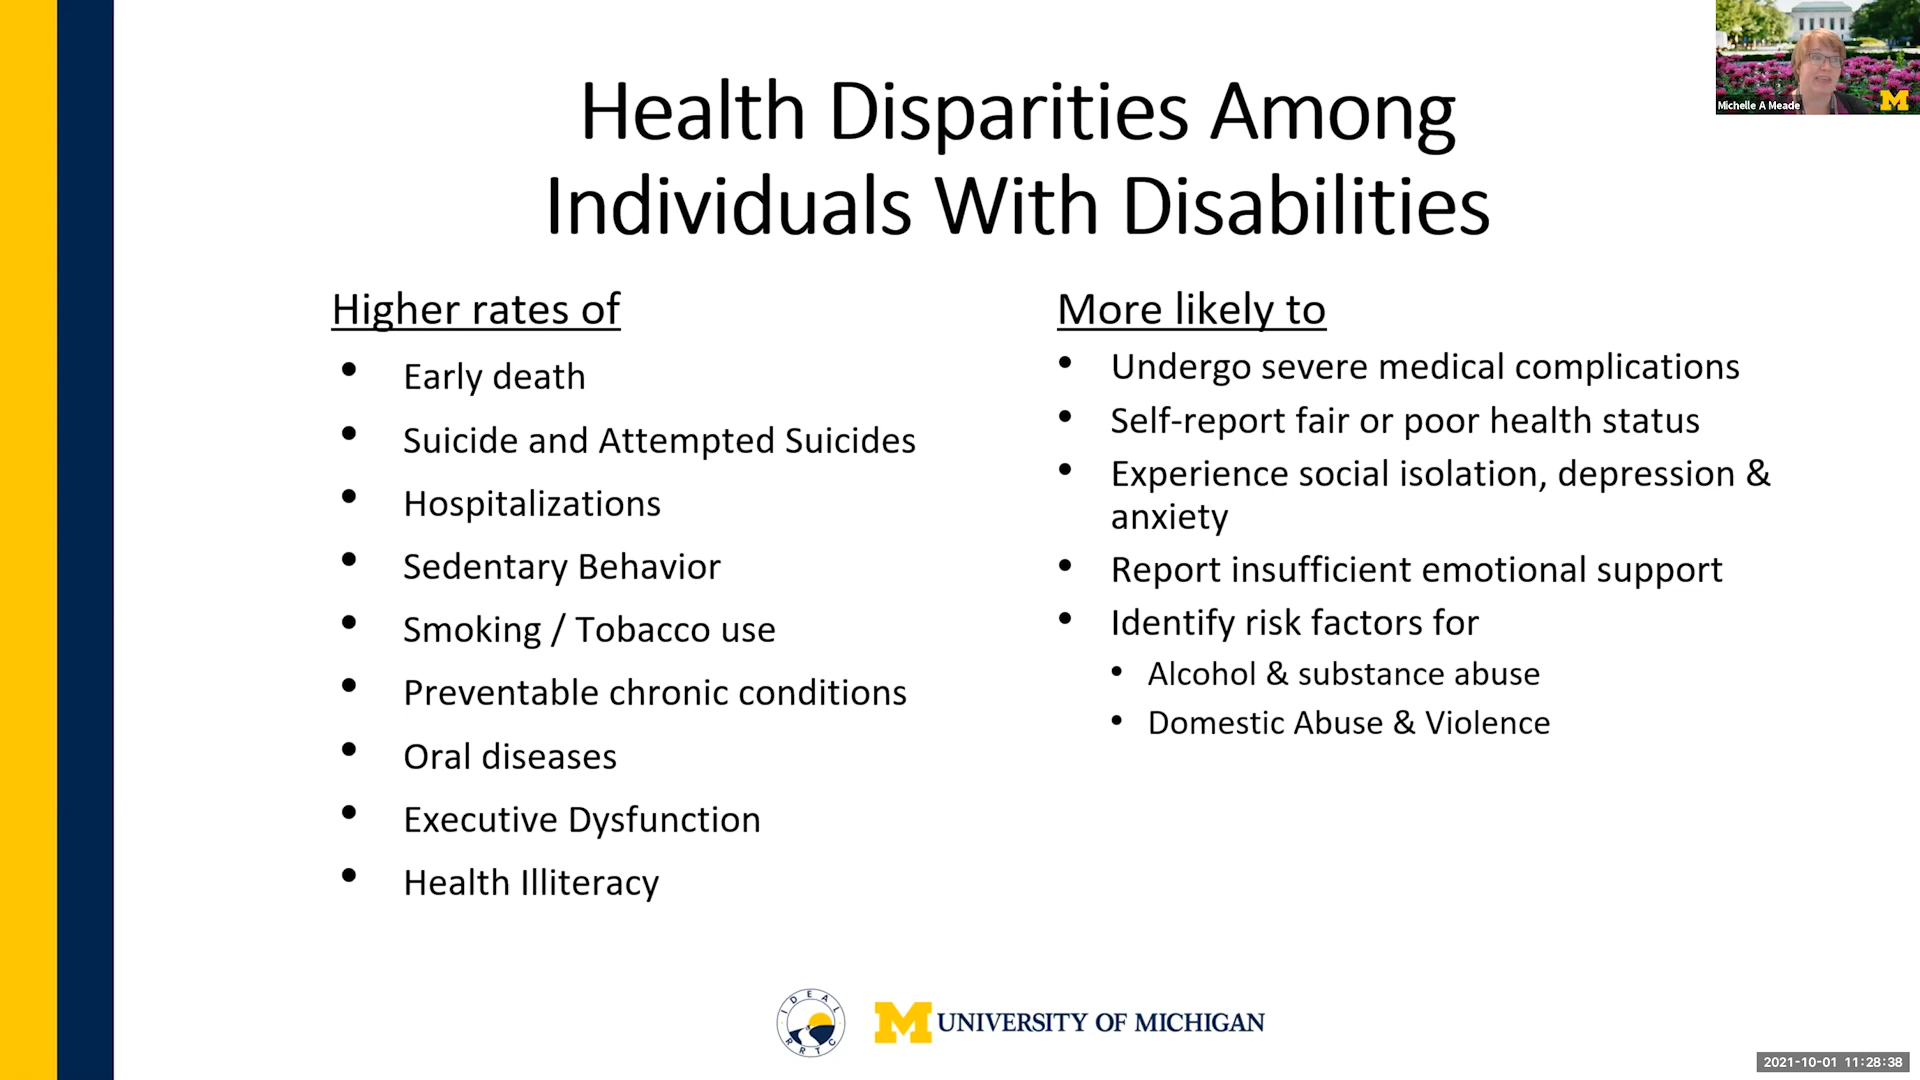 Health Disparities Among
Individuals With Disabilities
Higher rates of
• Early death
• Suicide and Attempted Suicides
• Hospitalizations
• Sedentary Behavior
• Smoking / Tobacco use
• Preventable chronic conditions
• Oral diseases
• Executive Dysfunction
• Health Illiteracy
More likely to
• Undergo severe medical complications
• Self-report fair or poor health status
• Experience social isolation, depression &
anxiety
• Report insufficient emotional support
• Identify risk factors for
• Alcohol & substance abuse
• Domestic Abuse & Violence
Michelle A Meade
M
IDEAL
RRTC
M UNIVERSITY OF MICHIGAN
2021-10-01 11:28:38